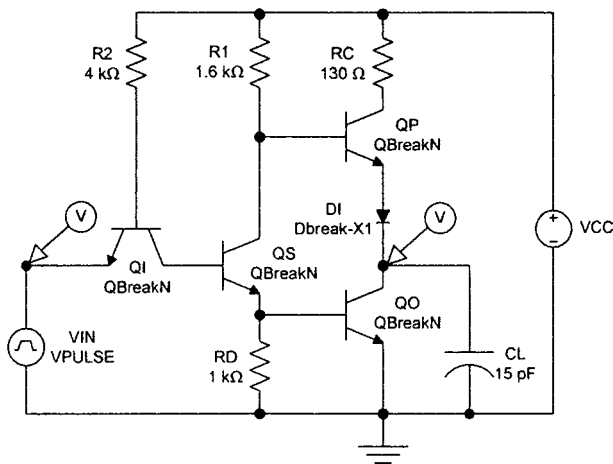 R2
4 kΩ
R1
1.6 kΩ
RC
130 Ω
QP
QBreakN
DI
Dbreak-X1
V
V
VCC
+
−
QI
QBreakN
QS
QBreakN
QO
QBreakN
VIN
VPULSE
RD
1 kΩ
CL
15 pF